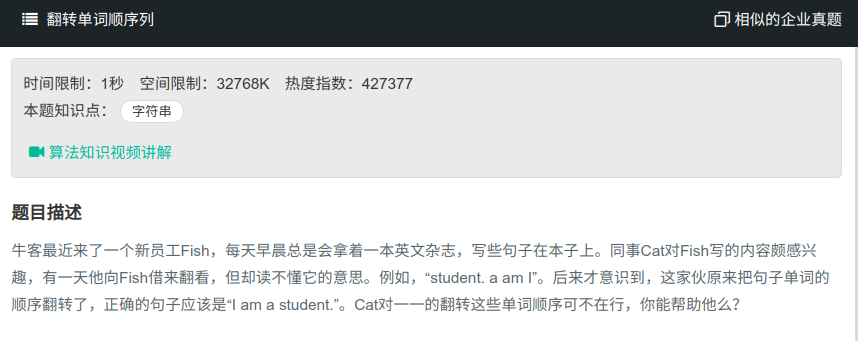 翻转单词顺序列
相似的企业真题
时间限制：1秒 空间限制：32768K 热度指数：427377
本题知识点： 字符串
算法知识视频讲解
题目描述
牛客最近来了一个新员工Fish，每天早晨总是会拿着一本英文杂志，写些句子在本子上。同事Cat对Fish写的内容颇感兴
趣，有一天他向Fish借来翻看，但却读不懂它的意思。例如，“student. a am I”。后来才意识到，这家伙原来把句子单词的
顺序翻转了，正确的句子应该是“I am a student.”。Cat对一一的翻转这些单词顺序可不在行，你能帮助他么？